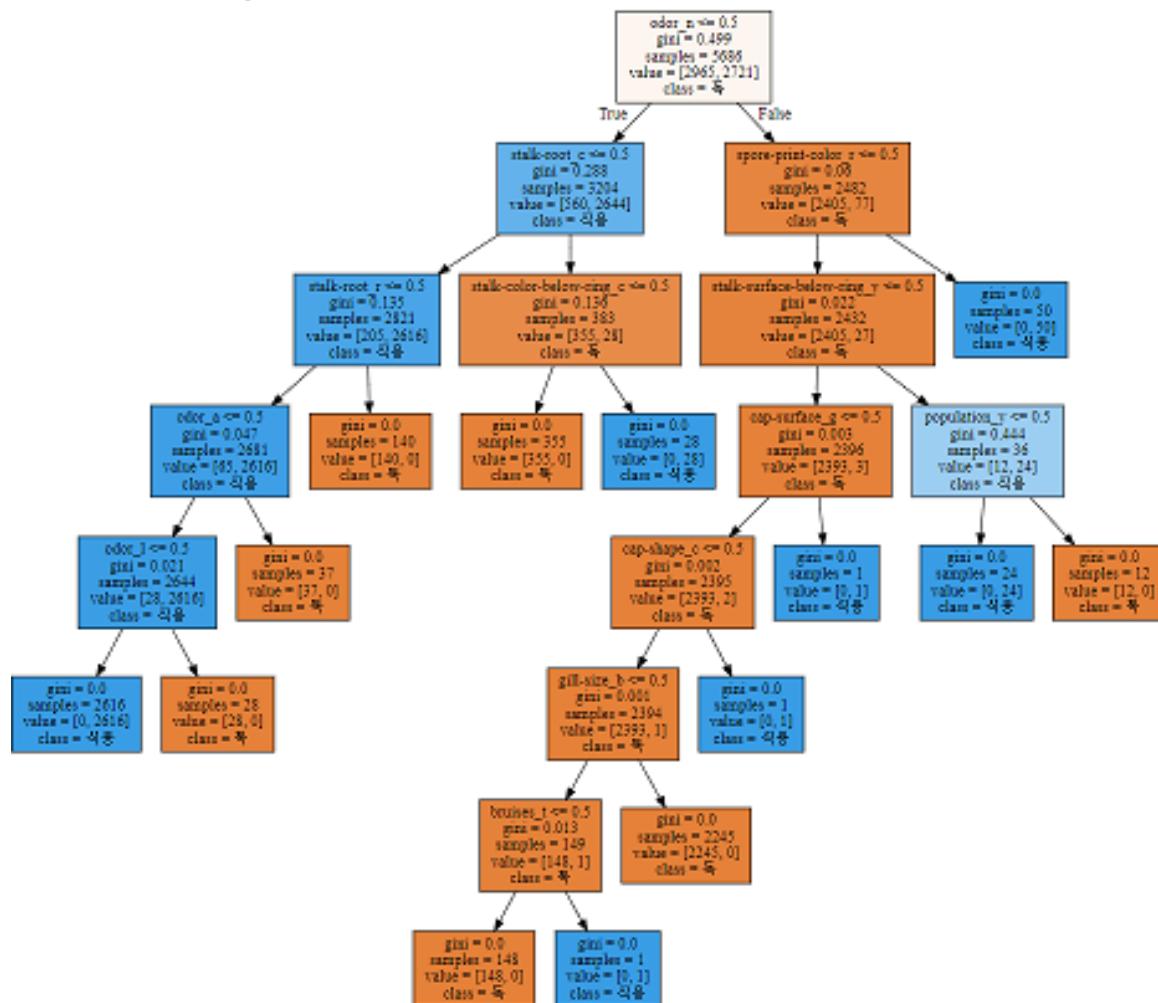 odor_n <= 0.5
gini = 0.499
samples = 5686
value = [2965, 2721]
class = 독
True
False
stalk-root_c <= 0.5
gini = 0.288
samples = 3204
value = [560, 2644]
class = 식용
spore-print-color_r <= 0.5
gini = 0.06
samples = 2482
value = [2405, 77]
class = 독
stalk-root_r <= 0.5
gini = 0.135
samples = 2821
value = [205, 2616]
class = 식용
stalk-color-below-ring_c <= 0.5
gini = 0.136
samples = 383
value = [355, 28]
class = 독
stalk-surface-below-ring_y <= 0.5
gini = 0.022
samples = 2432
value = [2405, 27]
class = 독
gini = 0.0
samples = 50
value = [0, 50]
class = 식용
odor_a <= 0.5
gini = 0.047
samples = 2681
value = [65, 2616]
class = 식용
gini = 0.0
samples = 140
value = [140, 0]
class = 독
gini = 0.0
samples = 355
value = [355, 0]
class = 독
gini = 0.0
samples = 28
value = [0, 28]
class = 식용
cap-surface_g <= 0.5
gini = 0.003
samples = 2396
value = [2393, 3]
class = 독
population_v <= 0.5
gini = 0.444
samples = 36
value = [12, 24]
class = 식용
odor_l <= 0.5
gini = 0.021
samples = 2644
value = [28, 2616]
class = 식용
gini = 0.0
samples = 37
value = [37, 0]
class = 독
cap-shape_c <= 0.5
gini = 0.002
samples = 2395
value = [2393, 2]
class = 독
gini = 0.0
samples = 1
value = [0, 1]
class = 식용
gini = 0.0
samples = 24
value = [0, 24]
class = 식용
gini = 0.0
samples = 12
value = [12, 0]
class = 독
gini = 0.0
samples = 2616
value = [0, 2616]
class = 식용
gini = 0.0
samples = 28
value = [28, 0]
class = 독
gill-size_b <= 0.5
gini = 0.001
samples = 2394
value = [2393, 1]
class = 독
gini = 0.0
samples = 1
value = [0, 1]
class = 식용
bruises_t <= 0.5
gini = 0.013
samples = 149
value = [148, 1]
class = 독
gini = 0.0
samples = 2245
value = [2245, 0]
class = 독
gini = 0.0
samples = 148
value = [148, 0]
class = 독
gini = 0.0
samples = 1
value = [0, 1]
class = 식용